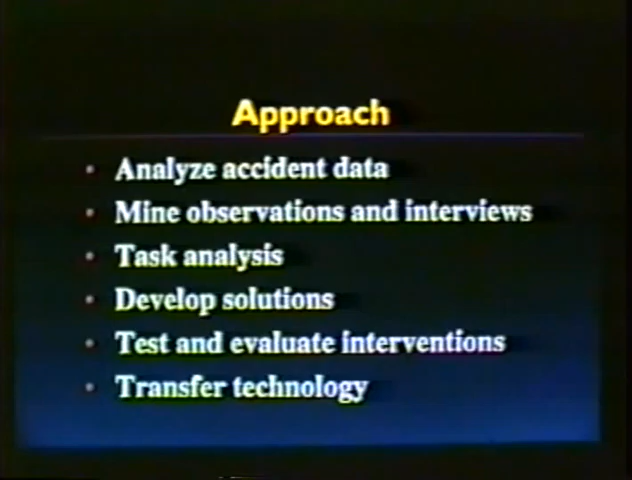 Approach
• Analyze accident data
• Mine observations and interviews
• Task analysis
• Develop solutions
• Test and evaluate interventions
• Transfer technology